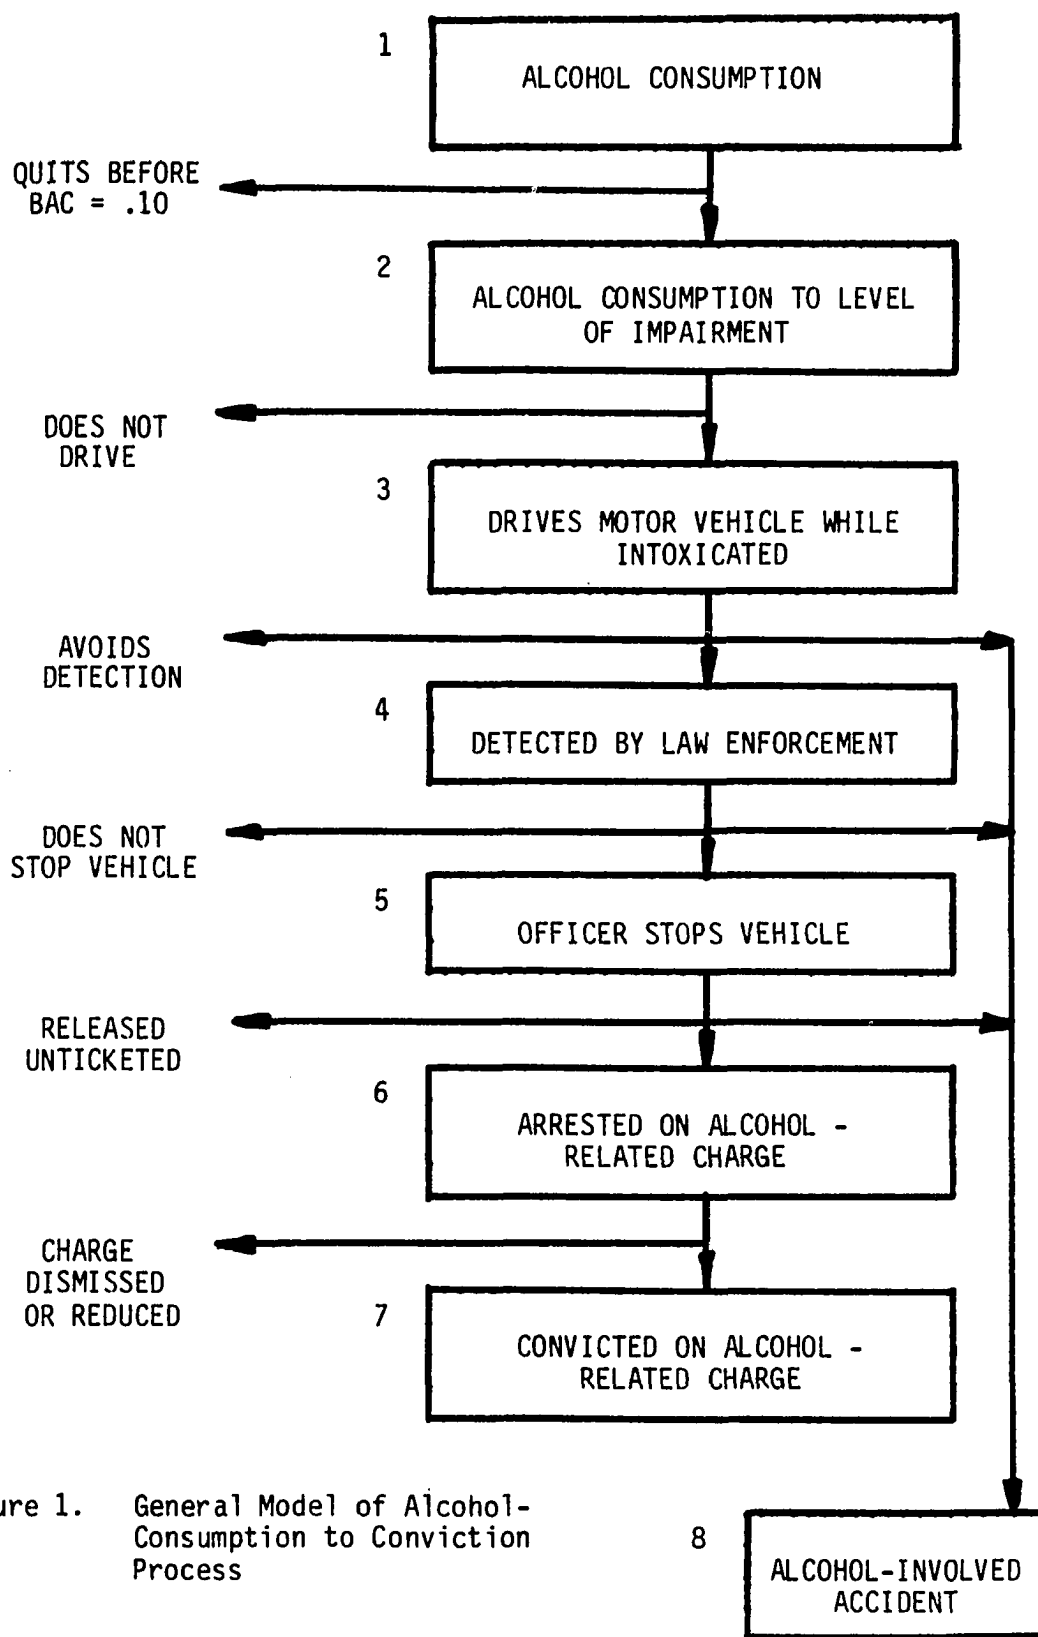 1
ALCOHOL CONSUMPTION
QUITS BEFORE
BAC = .10
2
ALCOHOL CONSUMPTION TO LEVEL
OF IMPAIRMENT
DOES NOT
DRIVE
3
DRIVES MOTOR VEHICLE WHILE
INTOXICATED
AVOIDS
DETECTION
4
DETECTED BY LAW ENFORCEMENT
DOES NOT
STOP VEHICLE
5
OFFICER STOPS VEHICLE
RELEASED
UNTICKETED
6
ARRESTED ON ALCOHOL -
RELATED CHARGE
CHARGE
DISMISSED
OR REDUCED
7
CONVICTED ON ALCOHOL -
RELATED CHARGE
ure 1. General Model of Alcohol-
Consumption to Conviction
Process
8
ALCOHOL-INVOLVED
ACCIDENT